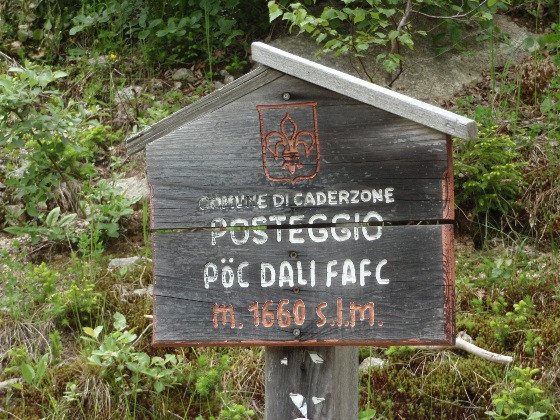 COMUNE DI CADERZONE
POSTEGGIO
PÖC DALI FAFC
m. 1660 s.l.m.